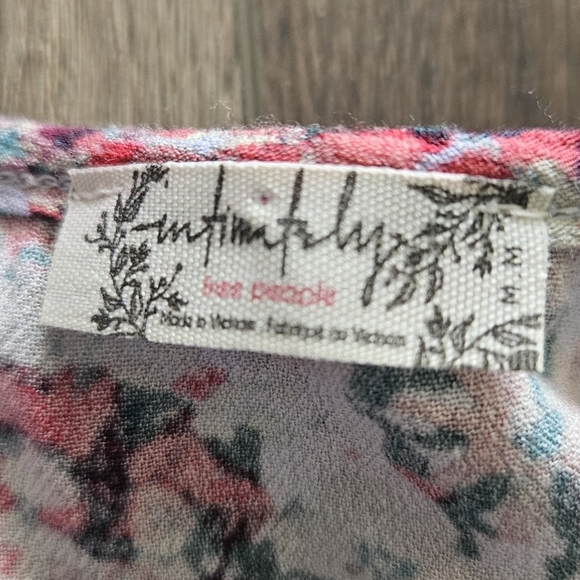 intimately
free people
Made in Vietnam . Fabriqué au Vietnam
M.M